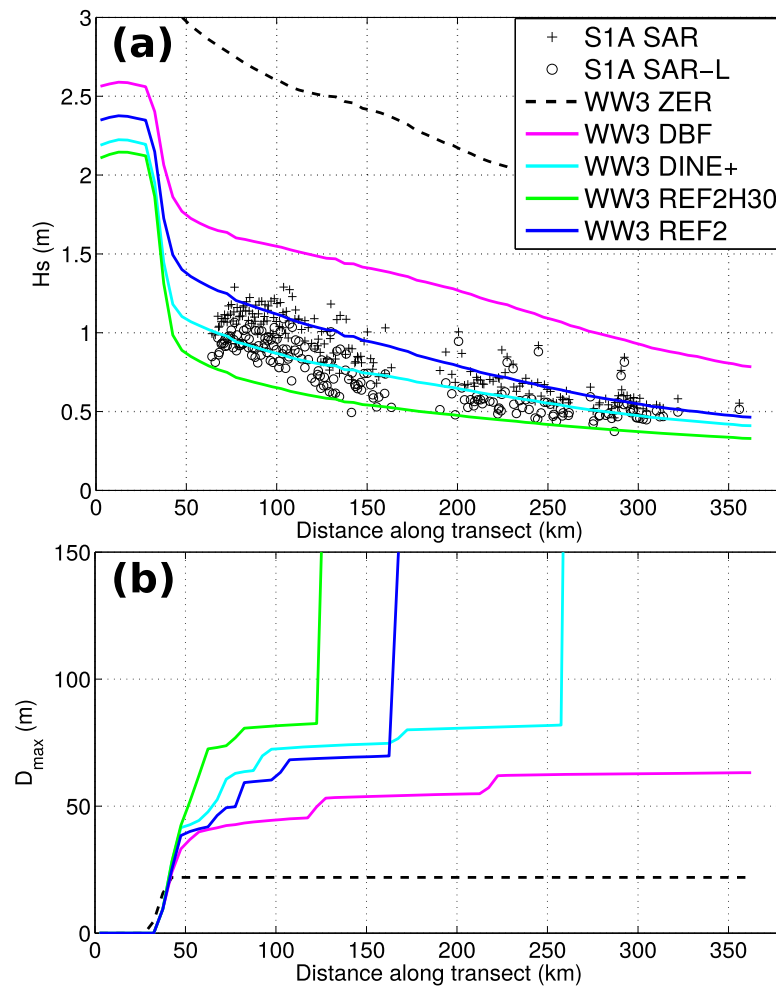 (a)
S1A SAR
S1A SAR-L
WW3 ZER
WW3 DBF
WW3 DINE+
WW3 REF2H30
WW3 REF2
3
2.5
2
1.5
1
0.5
0
Hs (m)
0 50 100 150 200 250 300 350
Distance along transect (km)
(b)
150
100
50
0
Dmax (m)
0 50 100 150 200 250 300 350
Distance along transect (km)